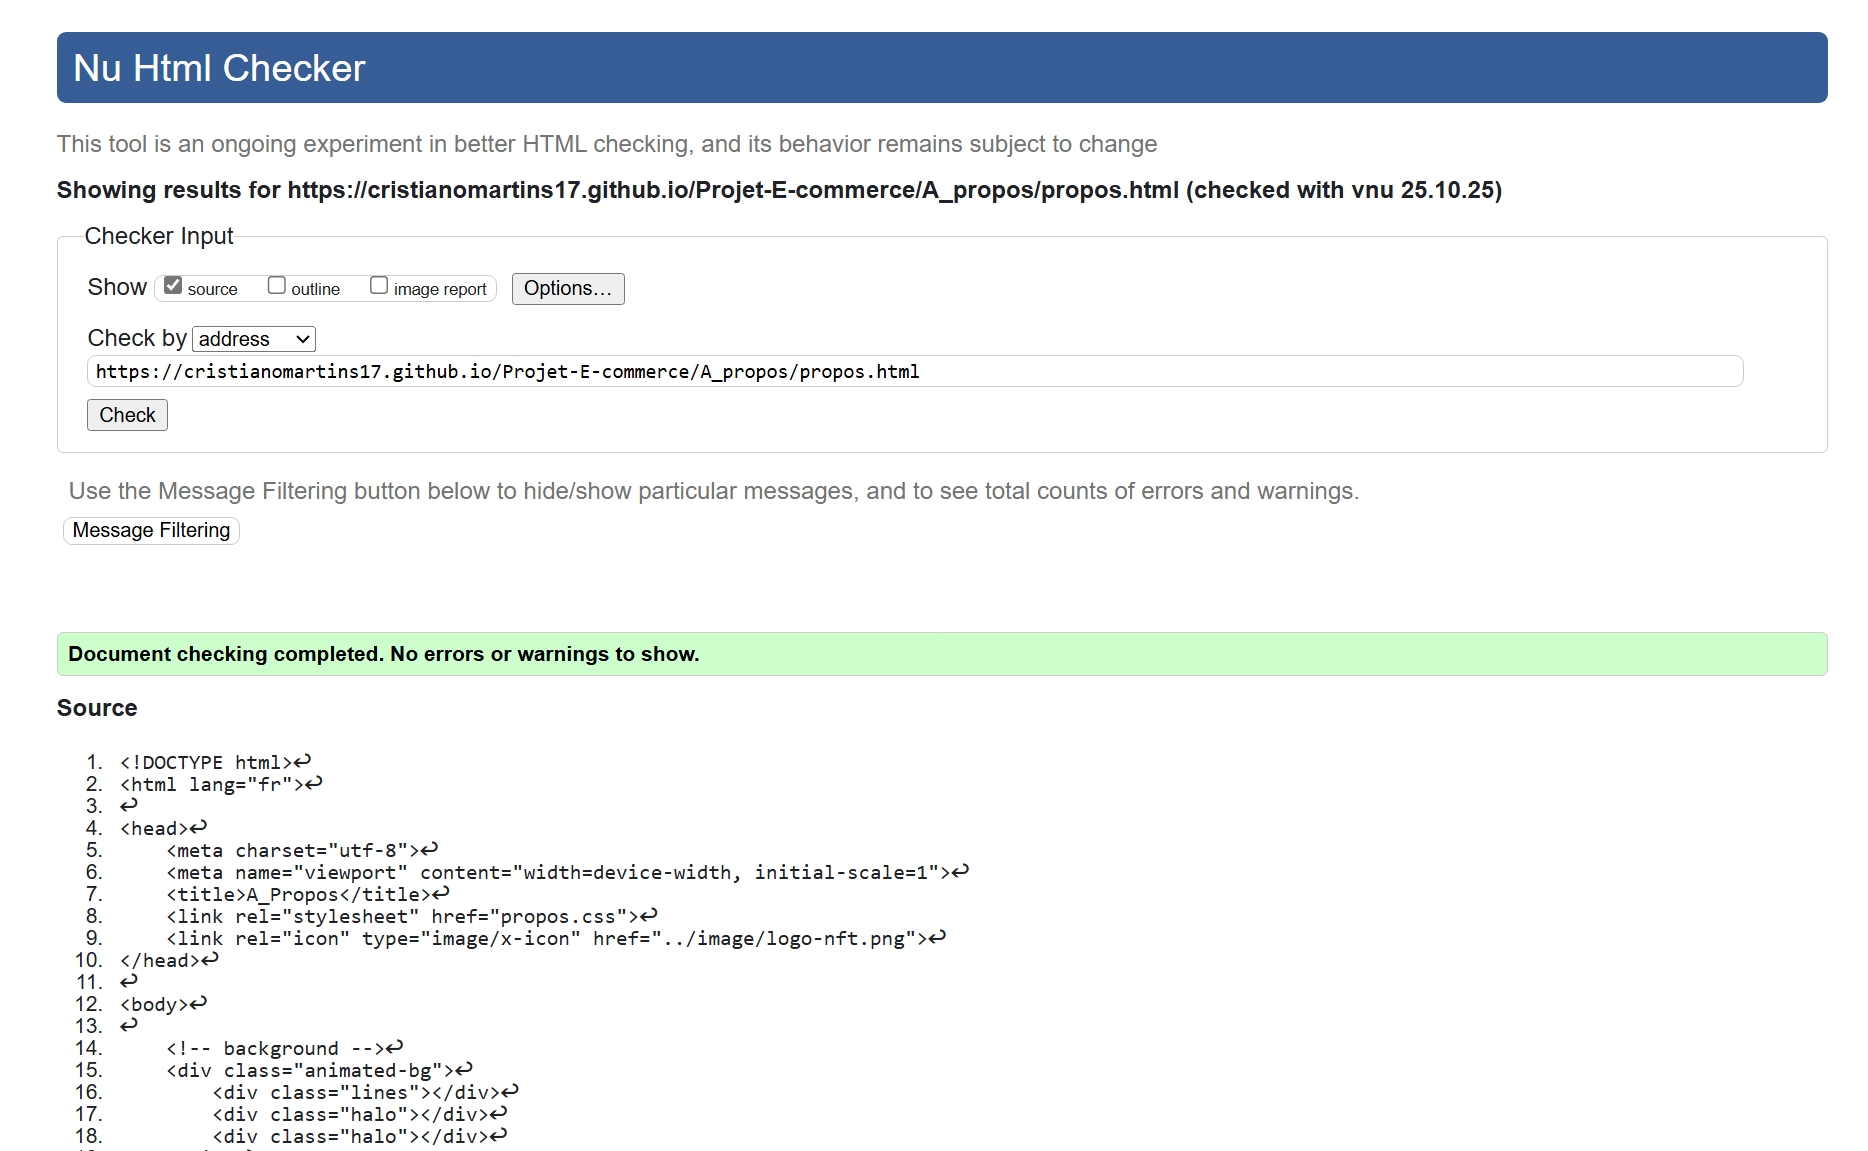 Nu Html Checker
This tool is an ongoing experiment in better HTML checking, and its behavior remains subject to change
Showing results for https://cristianomartins17.github.io/Projet-E-commerce/A_propos/propos.html (checked with vnu 25.10.25)
Checker Input
Show source outline image report Options...
Check by address
https://cristianomartins17.github.io/Projet-E-commerce/A_propos/propos.html
Check
Use the Message Filtering button below to hide/show particular messages, and to see total counts of errors and warnings.
Message Filtering
Document checking completed. No errors or warnings to show.
Source
1. <!DOCTYPE html>↩
2. <html lang="fr">↩
3. ↩
4. <head>↩
5.     <meta charset="utf-8">↩
6.     <meta name="viewport" content="width=device-width, initial-scale=1">↩
7.     <title>A_Propos</title>↩
8.     <link rel="stylesheet" href="propos.css">↩
9.     <link rel="icon" type="image/x-icon" href="../image/logo-nft.png">↩
10. </head>↩
11. ↩
12. <body>↩
13. ↩
14.     <!-- background -->↩
15.     <div class="animated-bg">↩
16.         <div class="lines"></div>↩
17.         <div class="halo"></div>↩
18.         <div class="halo"></div>↩